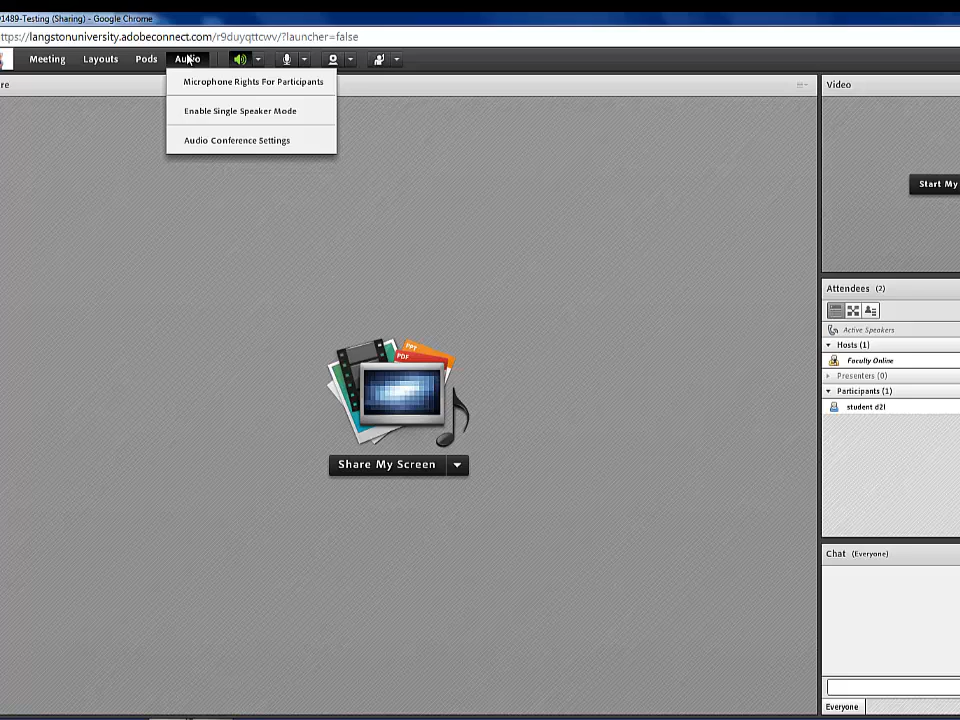 1489-Testing (Sharing) - Google Chrome
ttps://langstonuniversity.adobeconnect.com/r9duyqttcwv/?launcher=false
Meeting Layouts Pods Audio
re
Microphone Rights For Participants
Enable Single Speaker Mode
Audio Conference Settings
Video
Start My
Attendees (2)
Active Speakers
Hosts (1)
Faculty Online
Presenters (0)
Participants (1)
student d2l
PPT
PDF
Share My Screen
Chat (Everyone)
Everyone